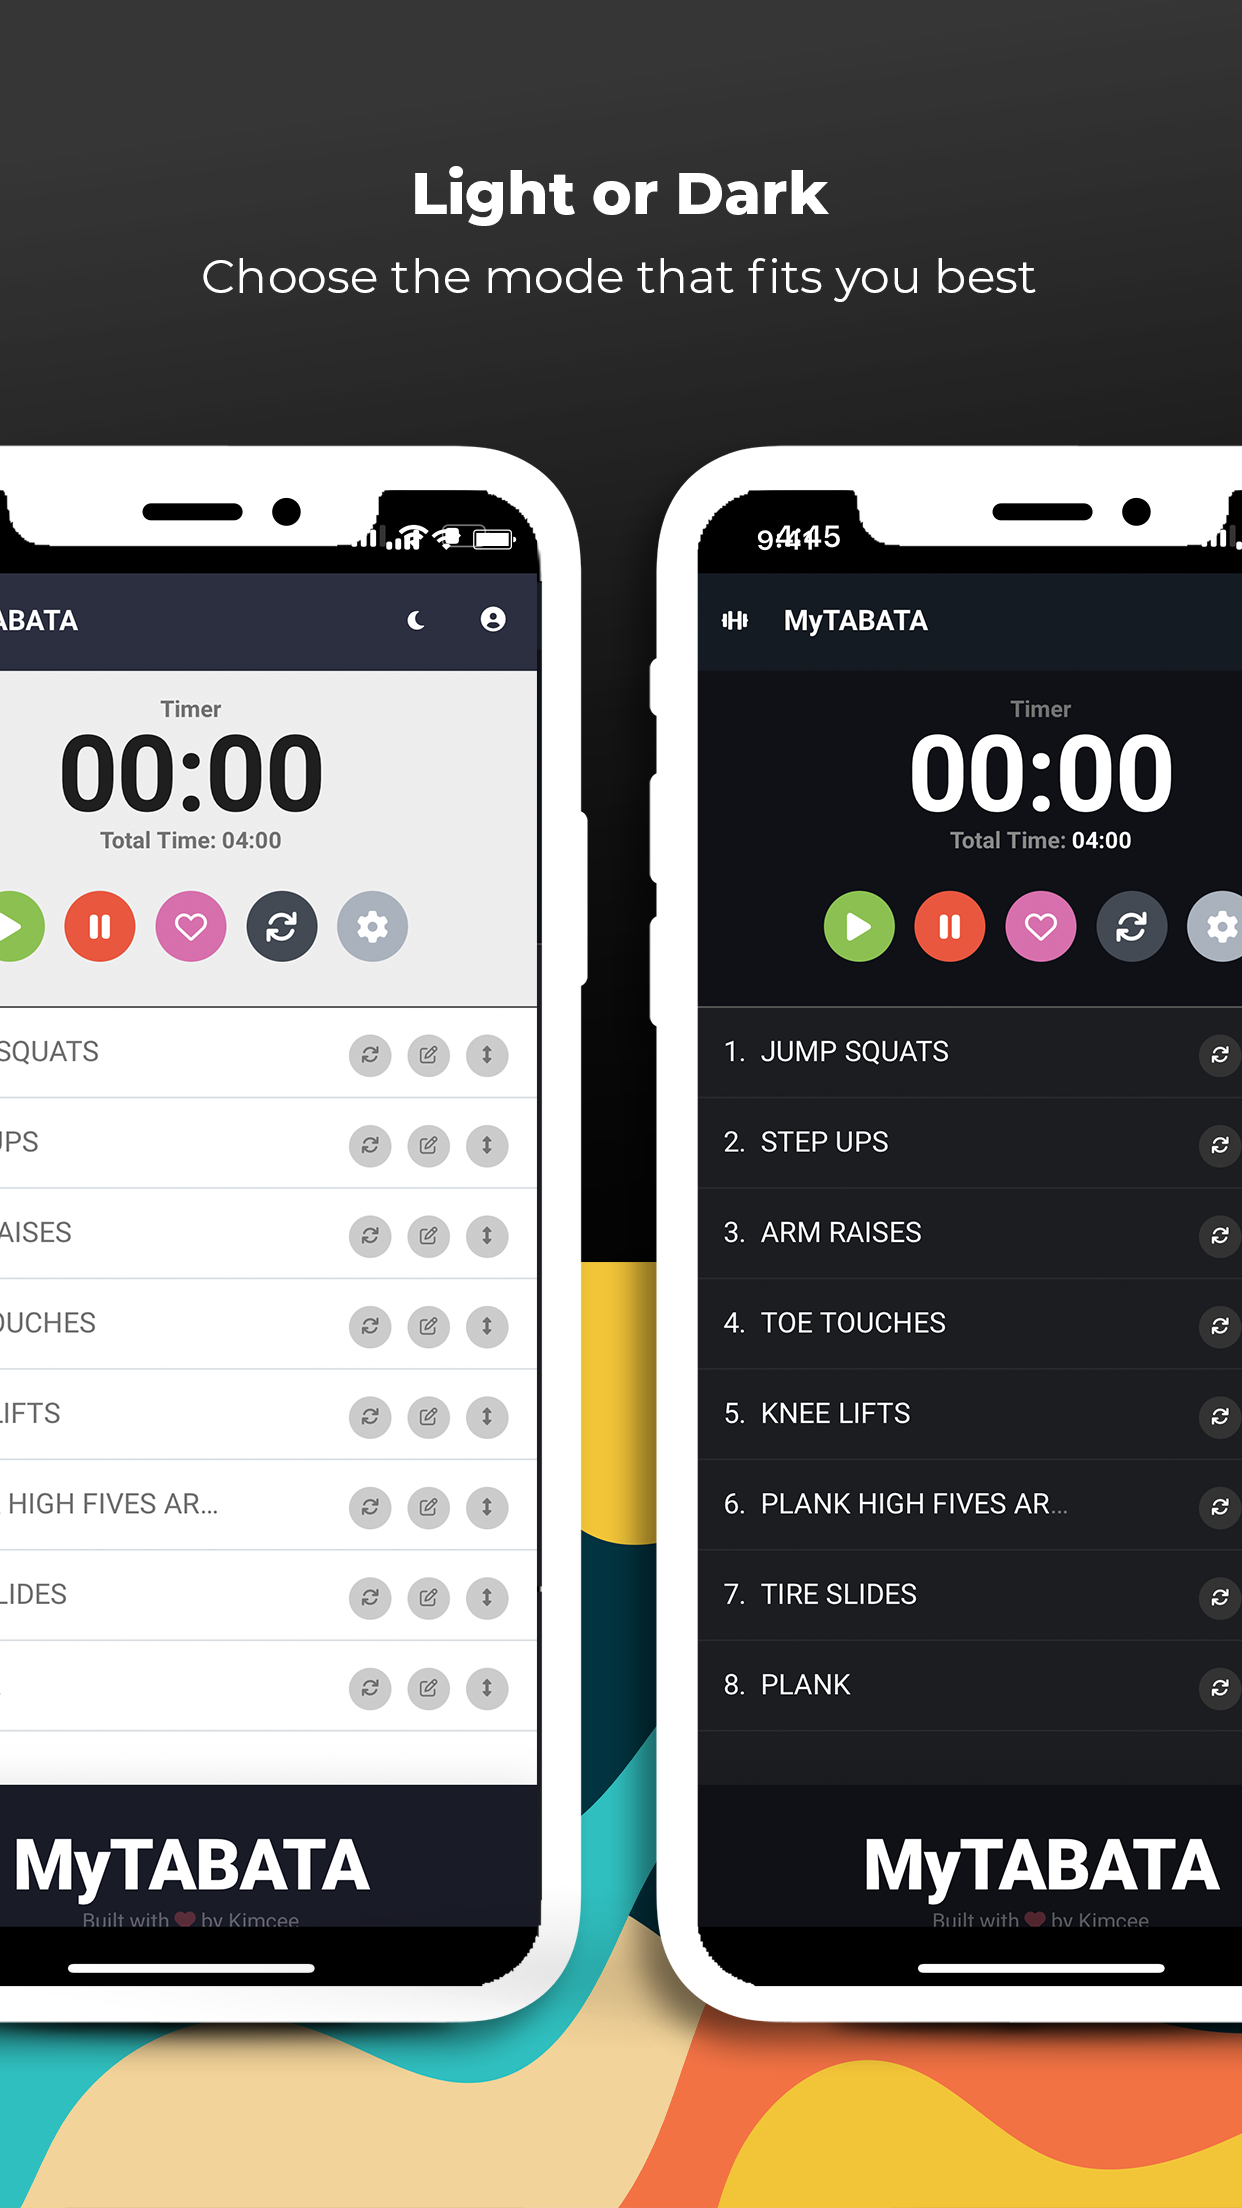 Light or Dark
Choose the mode that fits you best
ABATA
Timer
00:00
Total Time: 04:00
SQUATS
UPS
AISES
OUCHES
LIFTS
HIGH FIVES AR...
LIDES
MyTABATA
Built with ❤ by Kimcee
MyTABATA
Timer
00:00
Total Time: 04:00
1. JUMP SQUATS
2. STEP UPS
3. ARM RAISES
4. TOE TOUCHES
5. KNEE LIFTS
6. PLANK HIGH FIVES AR...
7. TIRE SLIDES
8. PLANK
MyTABATA
Built with ❤ by Kimcee